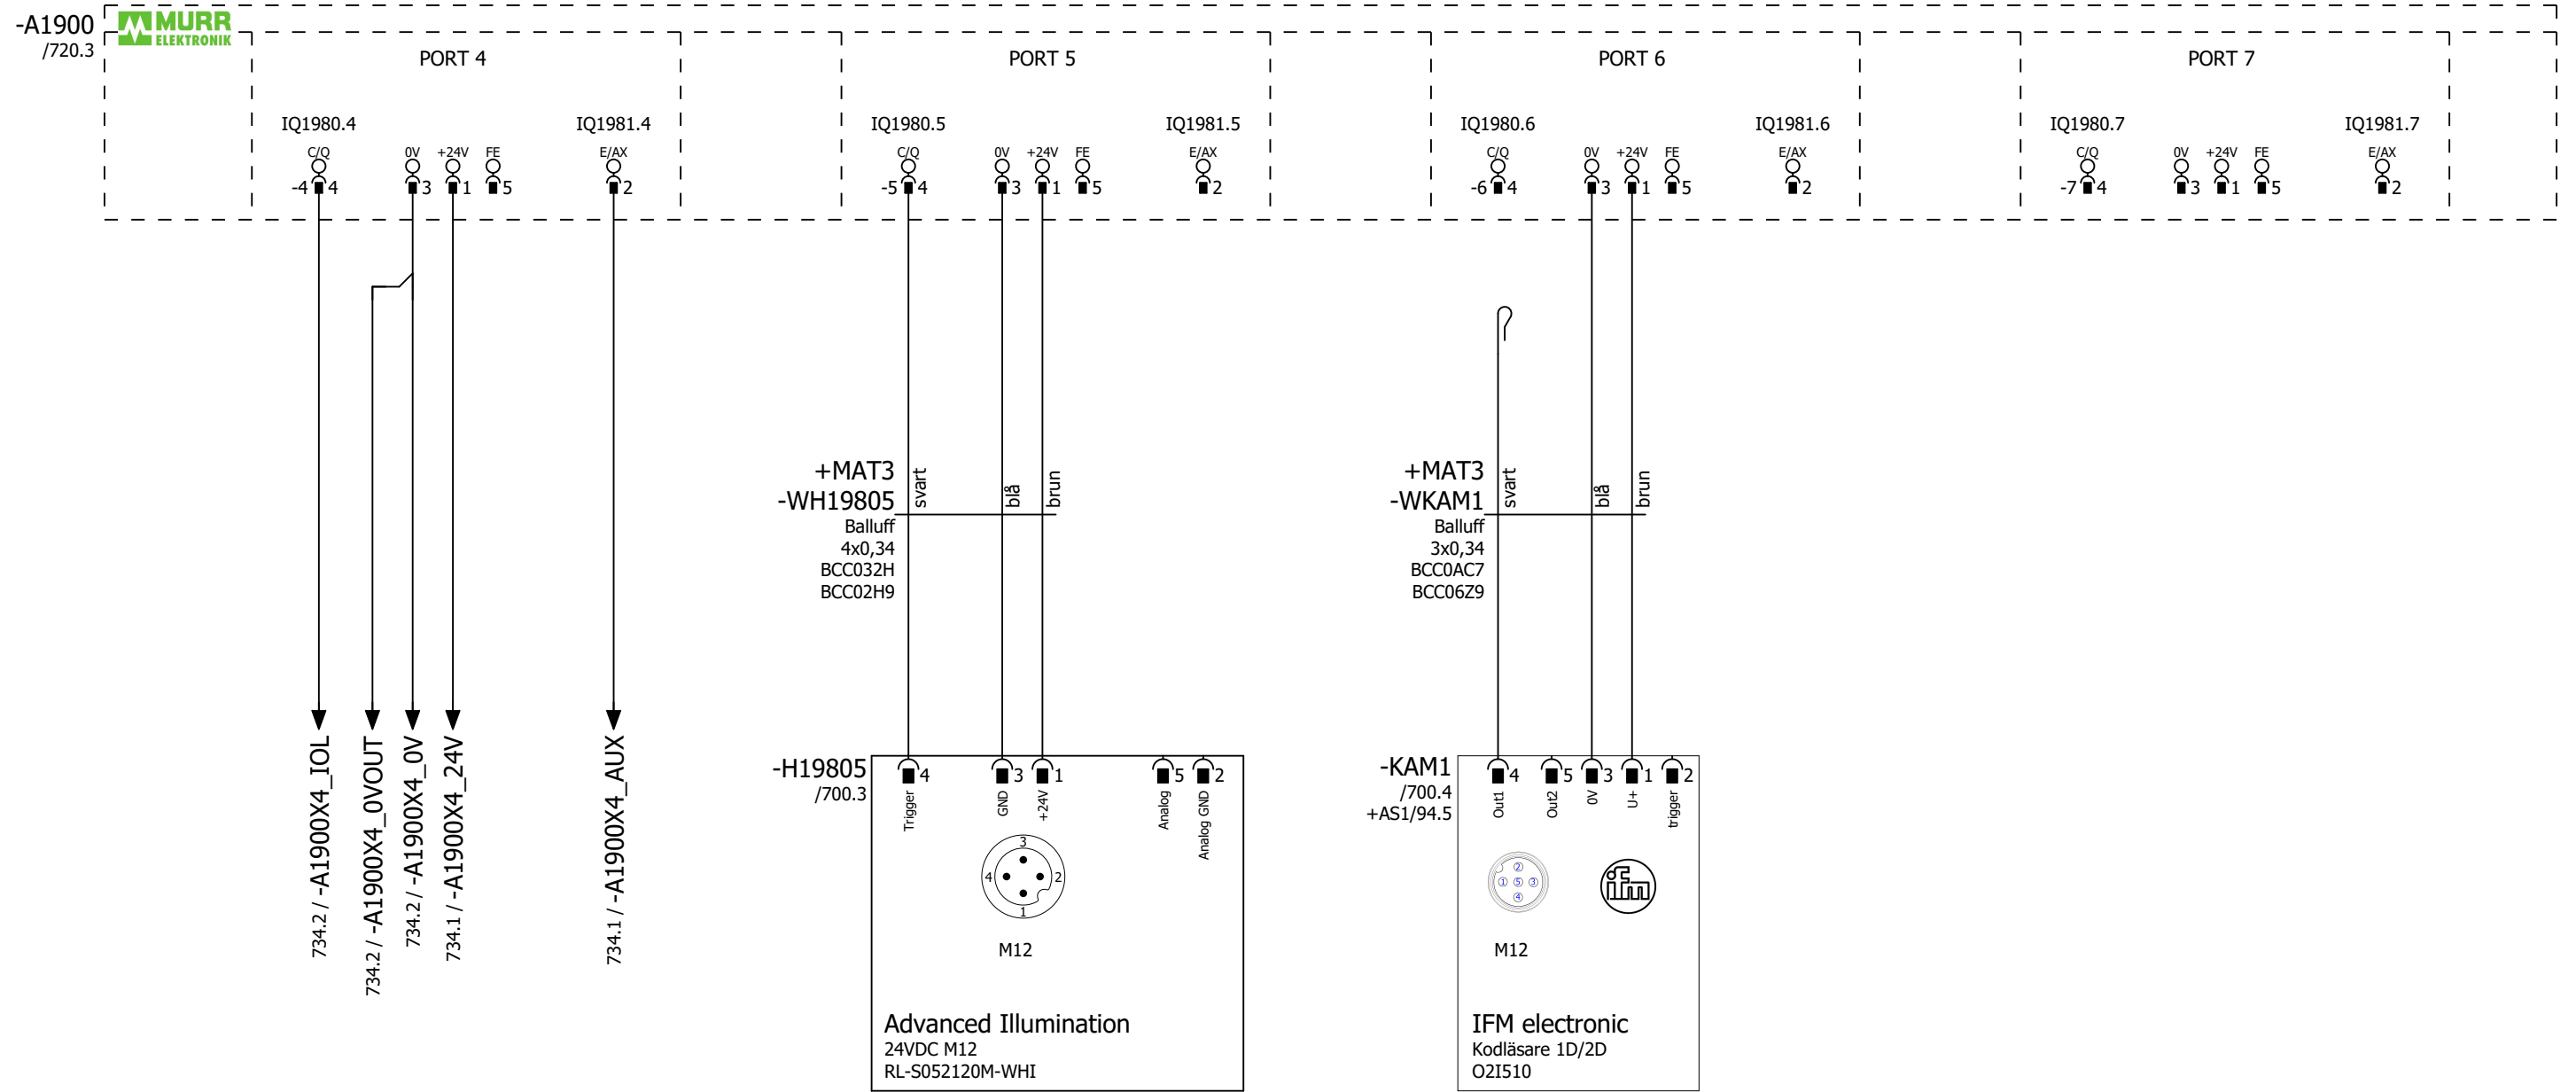 -A1900
/720.3
MURR
ELEKTRONIK
PORT 4
IQ1980.4
IQ1981.4
C/Q
0V
+24V
FE
E/AX
-4
4
3
1
5
2
PORT 5
IQ1980.5
IQ1981.5
C/Q
0V
+24V
FE
E/AX
-5
4
3
1
5
2
PORT 6
IQ1980.6
IQ1981.6
C/Q
0V
+24V
FE
E/AX
-6
4
3
1
5
2
PORT 7
IQ1980.7
IQ1981.7
C/Q
0V
+24V
FE
E/AX
-7
4
3
1
5
2
734.2 / -A1900X4_IOL
734.2 / -A1900X4_0VOUT
734.2 / -A1900X4_0V
734.1 / -A1900X4_24V
734.1 / -A1900X4_AUX
+MAT3
-WH19805
Balluff
4x0,34
BCC032H
BCC02H9
svart
blå
brun
+MAT3
-WKAM1
Balluff
3x0,34
BCC0AC7
BCC06Z9
svart
blå
brun
-H19805
/700.3
4
3
1
5
2
Trigger
GND
+24V
Analog
Analog GND
3
4
2
1
M12
Advanced Illumination
24VDC M12
RL-S052120M-WHI
-KAM1
/700.4
+AS1/94.5
4
5
3
1
2
Out1
Out2
0V
U+
trigger
2
1
5
3
4
ifm
M12
IFM electronic
Kodläsare 1D/2D
O2I510